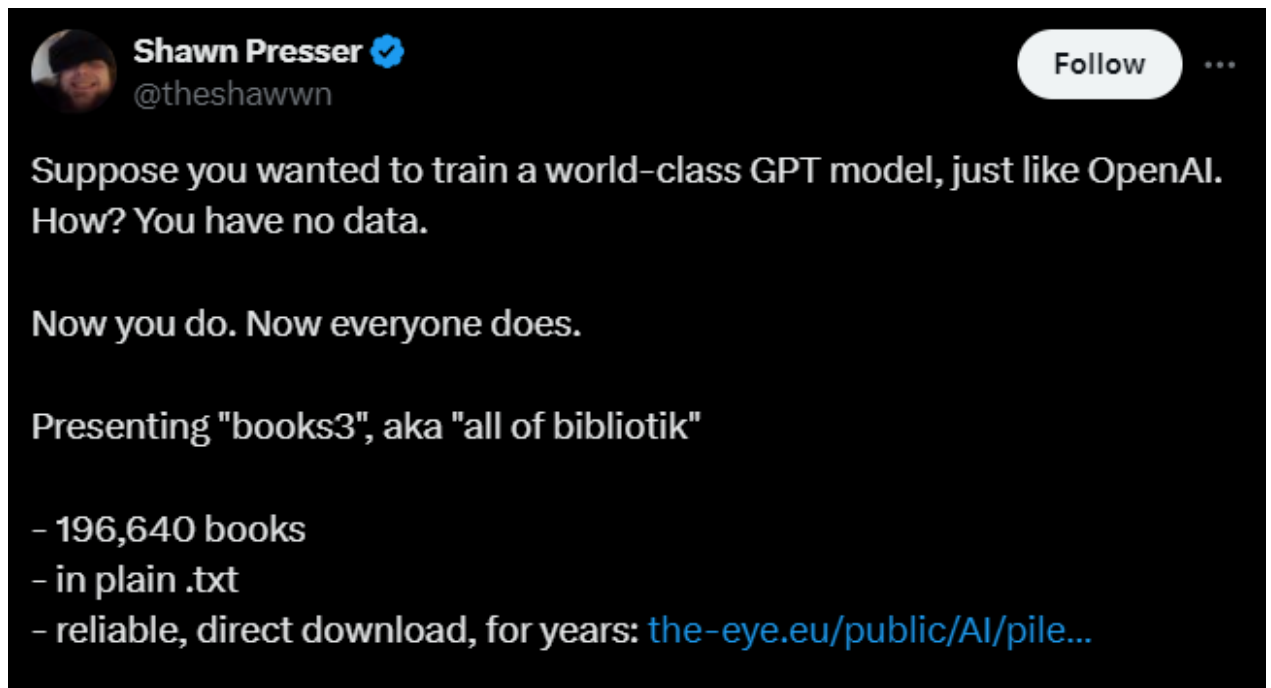 Shawn Presser
@theshawwn
Follow
Suppose you wanted to train a world-class GPT model, just like OpenAI.
How? You have no data.
Now you do. Now everyone does.
Presenting "books3", aka "all of bibliotik"
- 196,640 books
- in plain .txt
- reliable, direct download, for years: the-eye.eu/public/AI/pile...